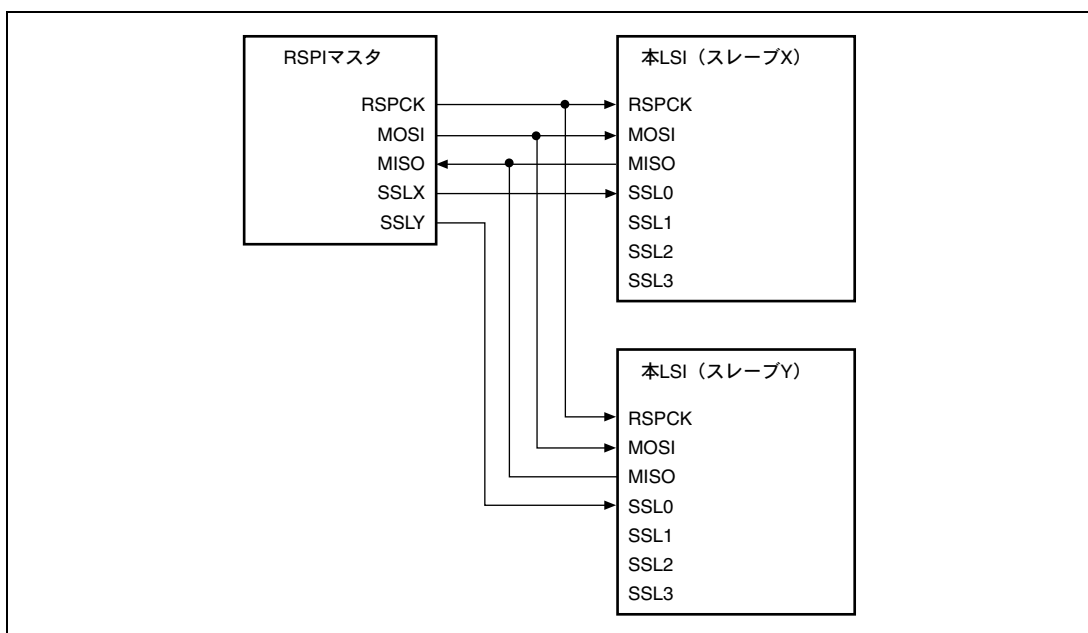 RSPIマスタ
RSPCK
MOSI
MISO
SSLX
SSLY
本LSI（スレーブX）
RSPCK
MOSI
MISO
SSL0
SSL1
SSL2
SSL3
本LSI（スレーブY）
RSPCK
MOSI
MISO
SSL0
SSL1
SSL2
SSL3